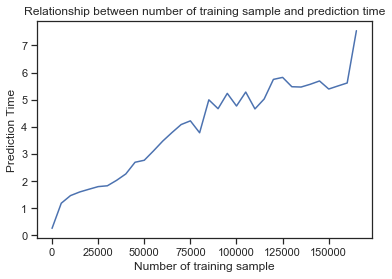 Relationship between number of training sample and prediction time
7
6
5
4
3
2
1
0
Prediction Time
0 25000 50000 75000 100000 125000 150000
Number of training sample